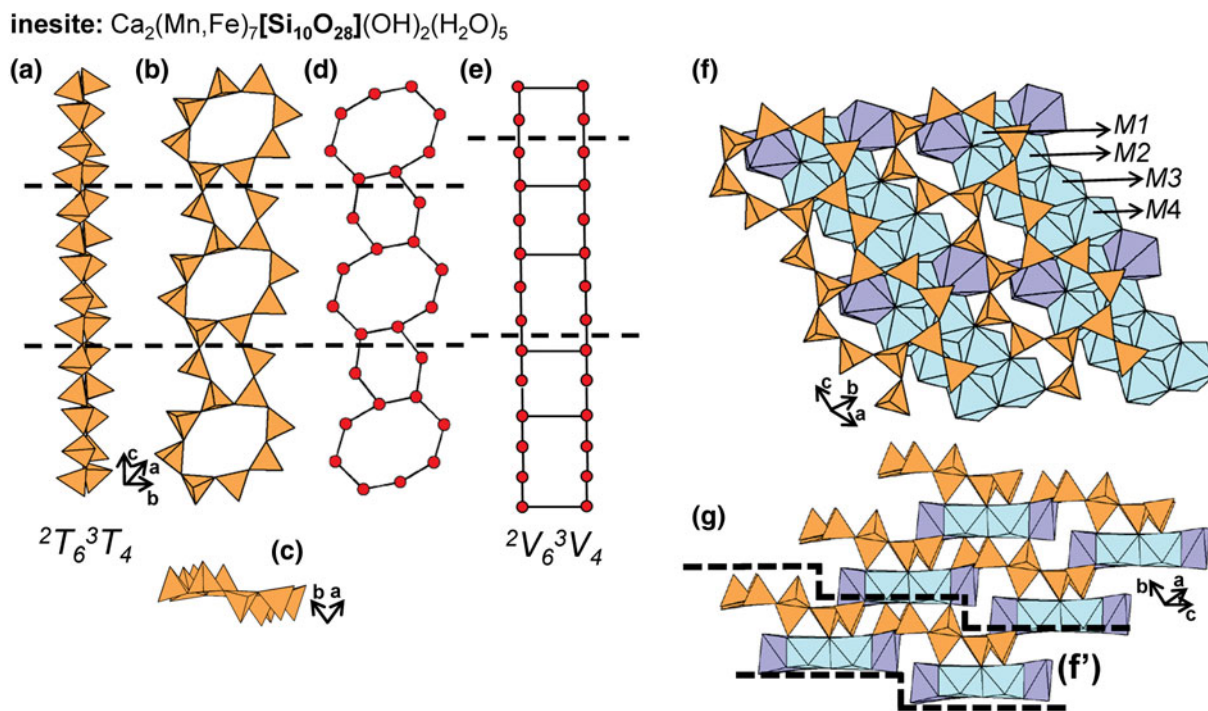 inesite: Ca₂(Mn,Fe)₇[Si₁₀O₂₈](OH)₂(H₂O)₅
(a) (b) (d) (e) (f)
M1
M2
M3
M4
c b a
c a b
²T₆³T₄ (c) ²V₆³V₄
b a
(g)
b a c
(f')